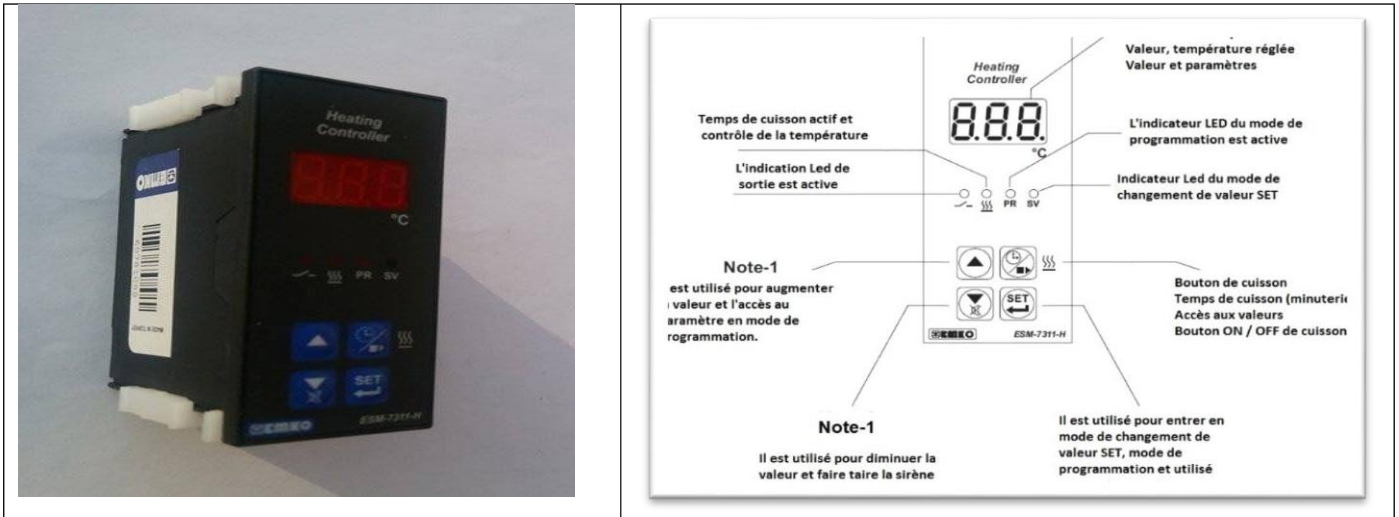 Heating
Controller
°C
PR SV
SET
EMKO
ESM-7311-H
EMKO
Valeur, température réglée
Valeur et paramètres
Heating
Controller
8.8.8.
°C
Temps de cuisson actif et
contrôle de la température
L'indicateur LED du mode de
programmation est active
L'indication Led de
sortie est active
Indicateur Led du mode de
changement de valeur SET
PR SV
Note-1
est utilisé pour augmenter
valeur et l'accès au
aramètre en mode de
rogrammation.
Bouton de cuisson
Temps de cuisson (minuterie
Accès aux valeurs
Bouton ON / OFF de cuisson
SET
EMKO
ESM-7311-H
Note-1
Il est utilisé pour diminuer la
valeur et faire taire la sirène
Il est utilisé pour entrer en
mode de changement de
valeur SET, mode de
programmation et utilisé